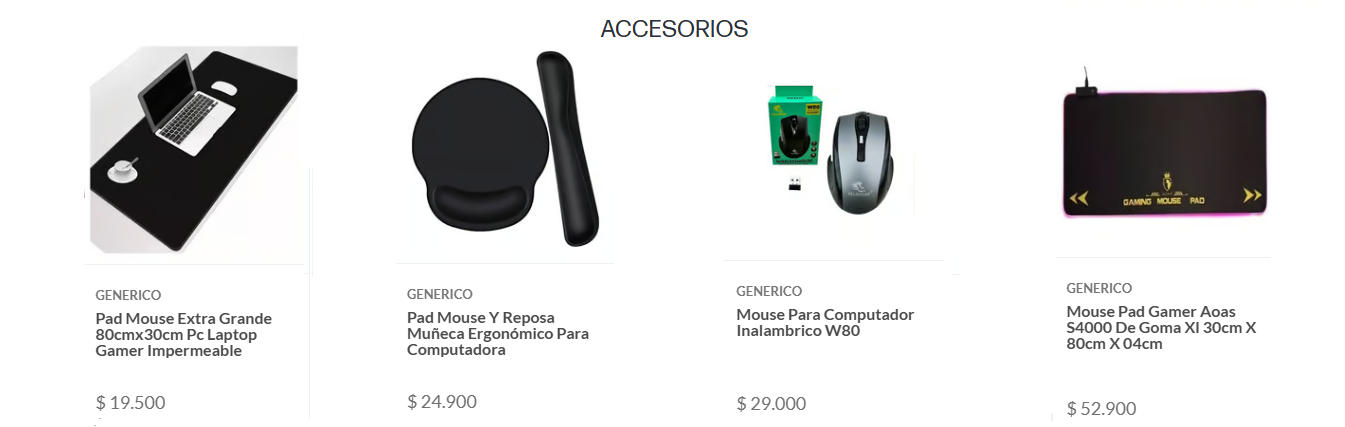 ACCESORIOS
W80
GAMING MOUSE PAD
GENERICO
Pad Mouse Extra Grande
80cmx30cm Pc Laptop
Gamer Impermeable
$ 19.500
GENERICO
Pad Mouse Y Reposa
Muñeca Ergonómico Para
Computadora
$ 24.900
GENERICO
Mouse Para Computador
Inalambrico W80
$ 29.000
GENERICO
Mouse Pad Gamer Aoas
S4000 De Goma Xl 30cm X
80cm X 04cm
$ 52.900